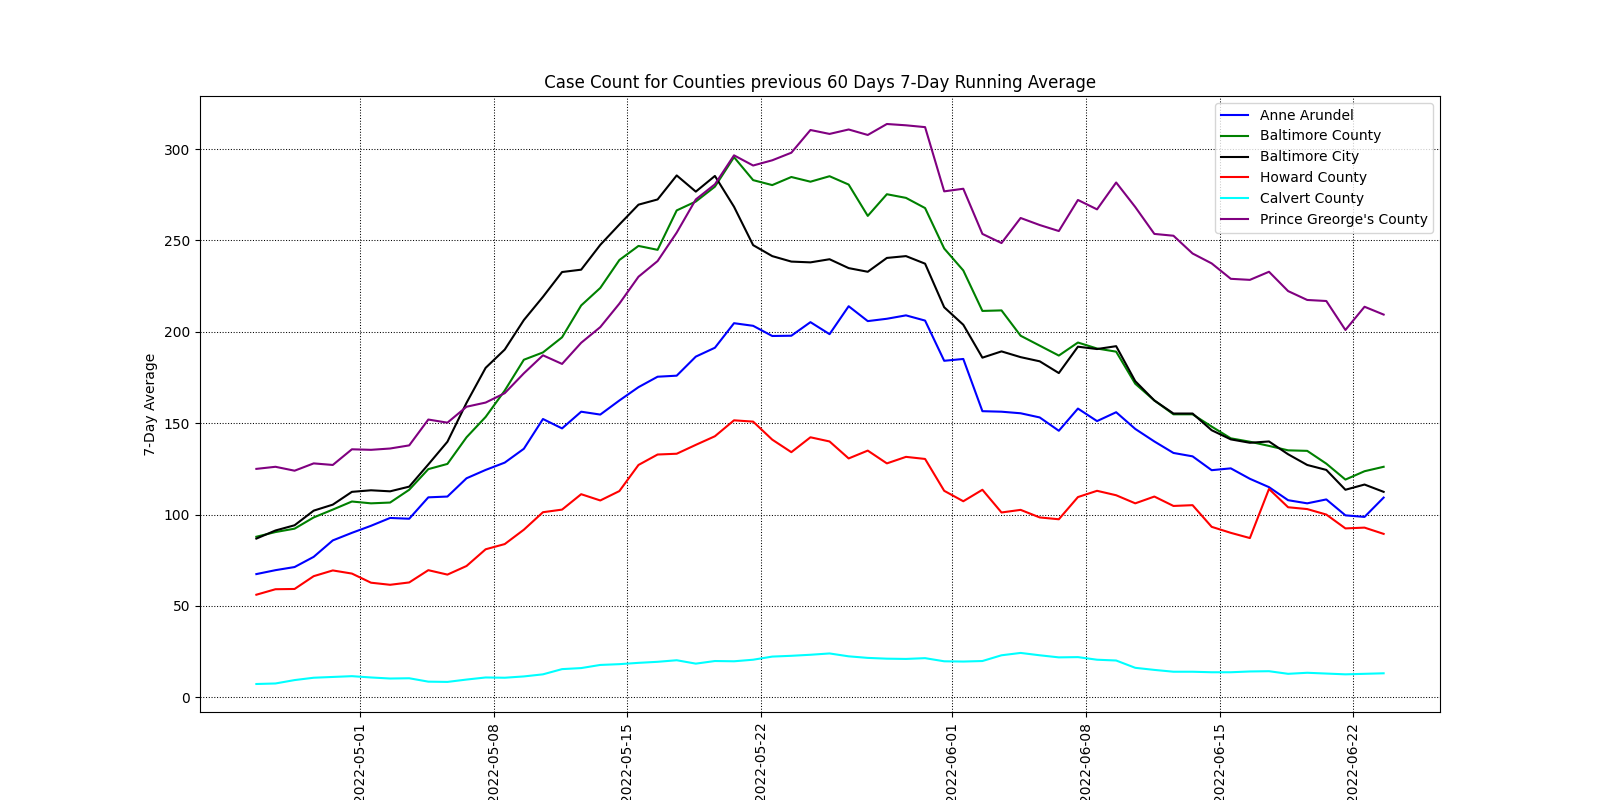 Case Count for Counties previous 60 Days 7-Day Running Average
Anne Arundel
Baltimore County
Baltimore City
Howard County
Calvert County
Prince Greorge's County
7-Day Average
300
250
200
150
100
50
0
2022-05-01
2022-05-08
2022-05-15
2022-05-22
2022-06-01
2022-06-08
2022-06-15
2022-06-22